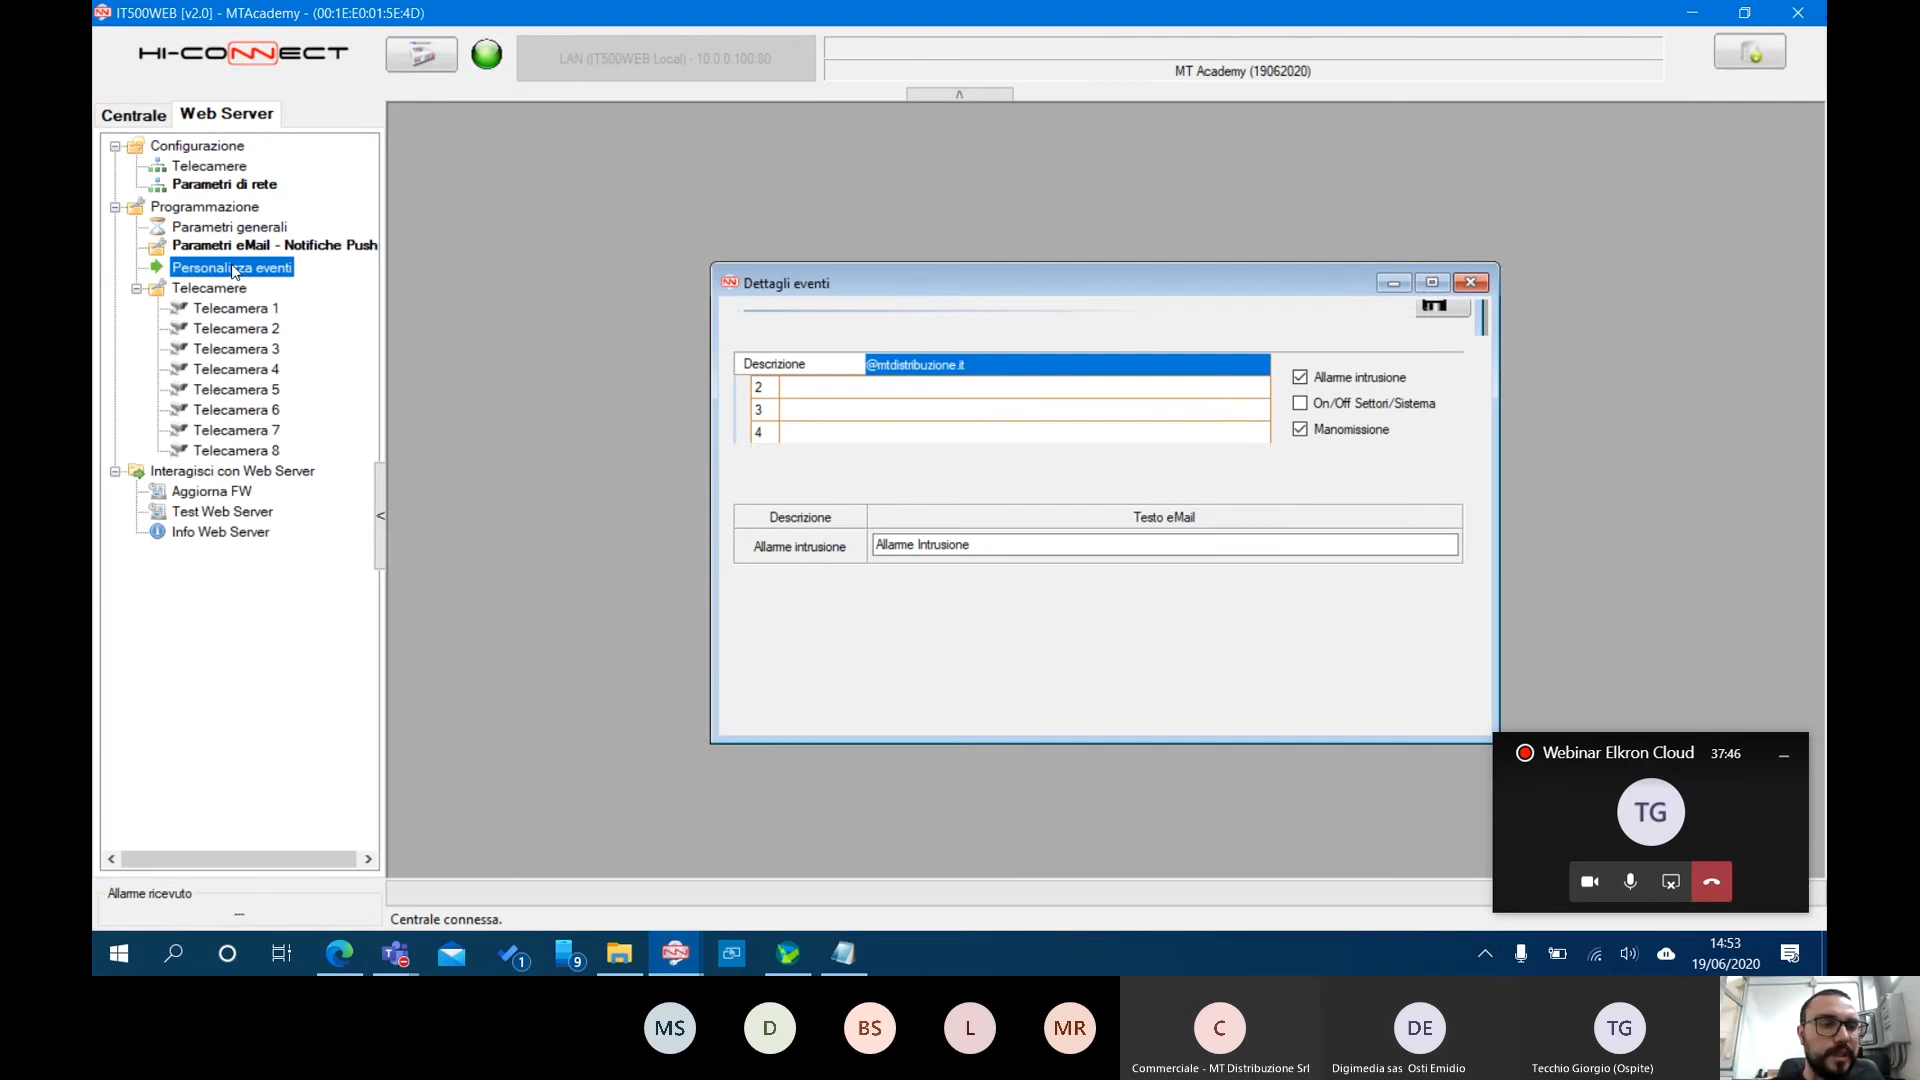 IT500WEB [v2.0] - MTAcademy - (00:1E:E0:01:5E:4D)
HI-CONNECT
LAN (IT500WEB Local) - 10.0.0.100:80
MT Academy (19062020)
Centrale
Web Server
Configurazione
Telecamere
Parametri di rete
Programmazione
Parametri generali
Parametri eMail - Notifiche Push
Personalizza eventi
Telecamere
Telecamera 1
Telecamera 2
Telecamera 3
Telecamera 4
Telecamera 5
Telecamera 6
Telecamera 7
Telecamera 8
Interagisci con Web Server
Aggiorna FW
Test Web Server
Info Web Server
Dettagli eventi
Descrizione @mtdistribuzione.it
2
3
4
Allarme intrusione
On/Off Settori/Sistema
Manomissione
Descrizione Testo eMail
Allarme intrusione Allarme Intrusione
Webinar Elkron Cloud 37:46
TG
Allarme ricevuto
---
Centrale connessa.
1
9
14:53
19/06/2020
MS
D
BS
L
MR
C
DE
TG
Commerciale - MT Distribuzione Srl
Digimedia sas Osti Emidio
Tecchio Giorgio (Ospite)